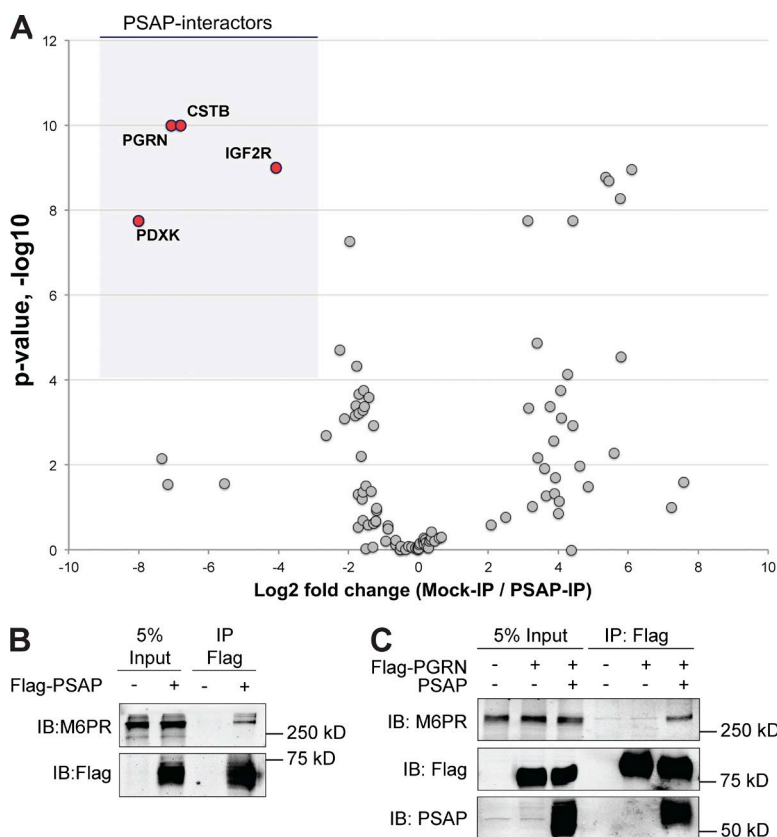 A
PSAP-interactors
12
10
8
6
4
2
0
p-value, -log10
CSTB
PGRN
IGF2R
PDXK
-10 -8 -6 -4 -2 0 2 4 6 8 10
Log2 fold change (Mock-IP / PSAP-IP)
B
5% Input
IP Flag
Flag-PSAP - + - +
IB:M6PR
250 kD
75 kD
IB:Flag
C
5% Input IP: Flag
Flag-PGRN - + + - + +
PSAP - - + - - +
IB: M6PR
250 kD
IB: Flag
75 kD
IB: PSAP
50 kD